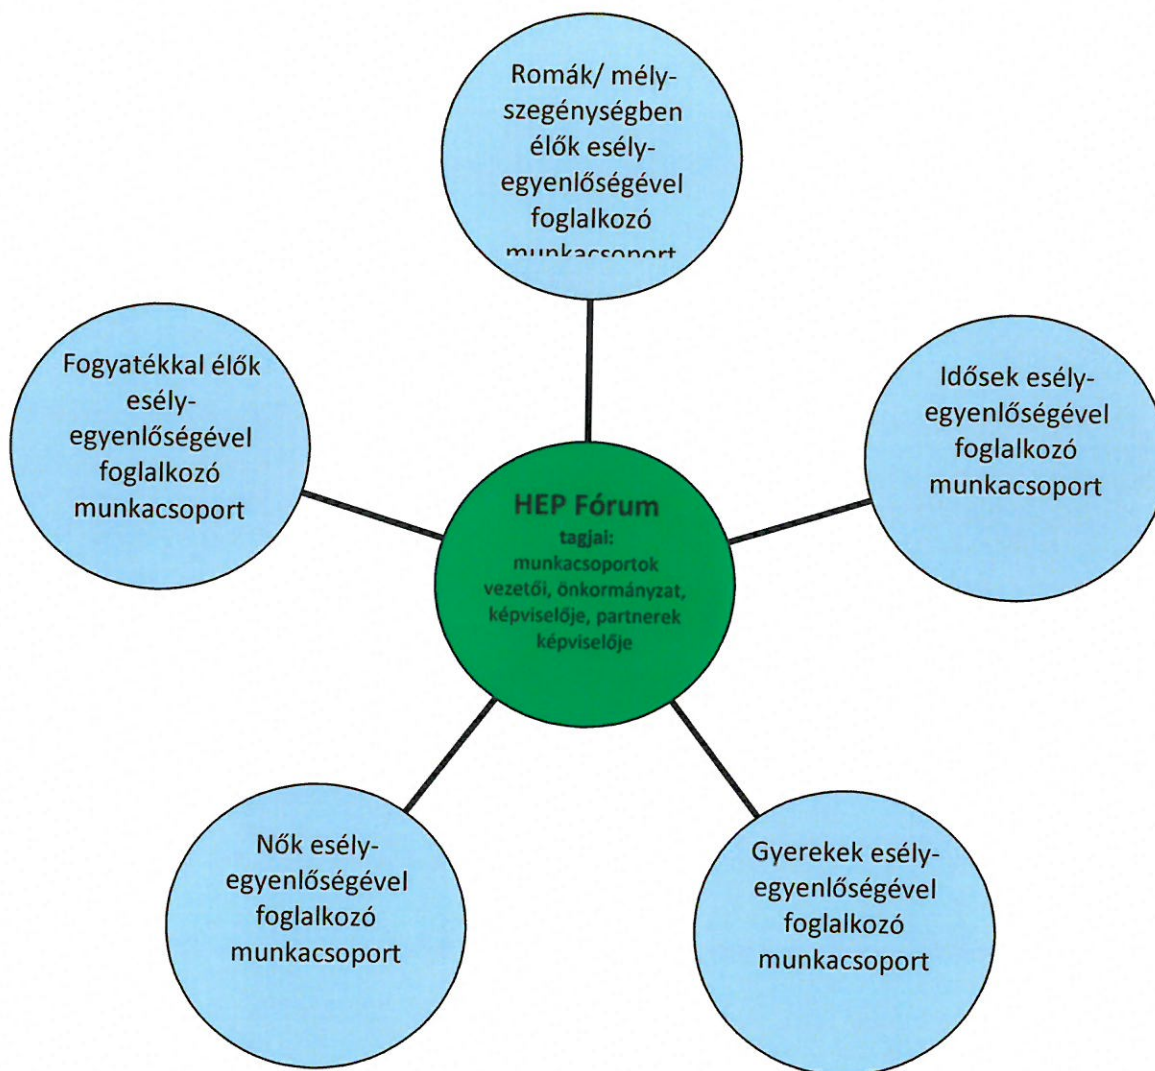 Romák/ mély-
szegénységben
élők esély-
egyenlőségével
foglalkozó
munkacsoport
Fogyatékkal élők
esély-
egyenlőségével
foglalkozó
munkacsoport
Idősek esély-
egyenlőségével
foglalkozó
munkacsoport
HEP Fórum
tagjai:
munkacsoportok
vezetői, önkormányzat,
képviselője, partnerek
képviselője
Nők esély-
egyenlőségével
foglalkozó
munkacsoport
Gyerekek esély-
egyenlőségével
foglalkozó
munkacsoport